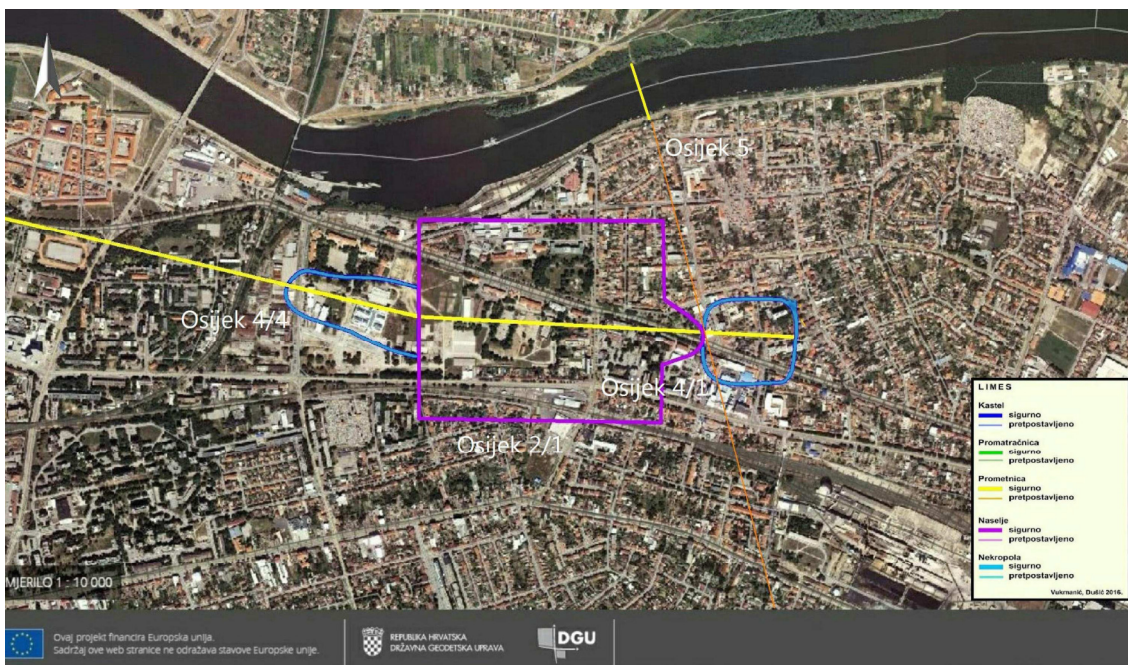 Osijek 5
Osijek 4/4
Osijek 4/1
Osijek 2/1
LIMES
Kastel
sigurno
pretpostavljeno
Promatračnica
sigurno
pretpostavljeno
Prometnica
sigurno
pretpostavljeno
Naselje
sigurno
pretpostavljeno
Nekropola
sigurno
pretpostavljeno
Vukmanić, Dušić 2016.
MJERILO 1 : 10 000
Ovaj projekt financira Europska unija.
Sadržaj ove web stranice ne odražava stavove Europske unije.
REPUBLIKA HRVATSKA
DRŽAVNA GEODETSKA UPRAVA
DGU